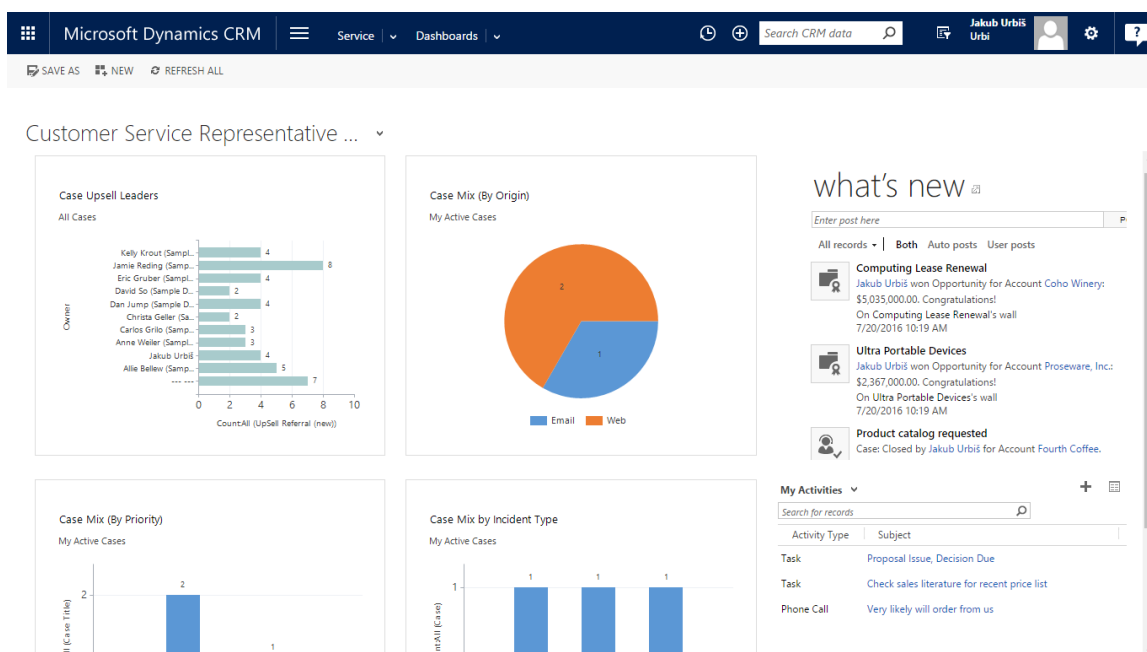 Microsoft Dynamics CRM
Service
Dashboards
Search CRM data
Jakub Urbiš
Urbi
?
SAVE AS
NEW
REFRESH ALL
Customer Service Representative ...
Case Upsell Leaders
All Cases
Owner
Kelly Krout (Sampl... 4
Jamie Reding (Samp... 8
Eric Gruber (Sampl... 4
David So (Sample D... 2
Dan Jump (Sample D... 4
Christa Geller (Sa... 2
Carlos Grilo (Samp... 3
Anne Weiler (Sampl... 3
Jakub Urbiš 4
Allie Bellew (Samp... 5
--- --- 7
0 2 4 6 8 10
Count:All (UpSell Referral (new))
Case Mix (By Origin)
My Active Cases
2
1
Email Web
what's new
Enter post here
All records
Both Auto posts User posts
Computing Lease Renewal
Jakub Urbiš won Opportunity for Account Coho Winery:
$5,035,000.00. Congratulations!
On Computing Lease Renewal's wall
7/20/2016 10:19 AM
Ultra Portable Devices
Jakub Urbiš won Opportunity for Account Proseware, Inc.:
$2,367,000.00. Congratulations!
On Ultra Portable Devices's wall
7/20/2016 10:19 AM
Product catalog requested
Case: Closed by Jakub Urbiš for Account Fourth Coffee.
Case Mix (By Priority)
My Active Cases
2
2
1
(Case Title)
Case Mix by Incident Type
My Active Cases
1
1 1 1
(Case)
My Activities
Search for records
Activity Type Subject
Task Proposal Issue, Decision Due
Task Check sales literature for recent price list
Phone Call Very likely will order from us